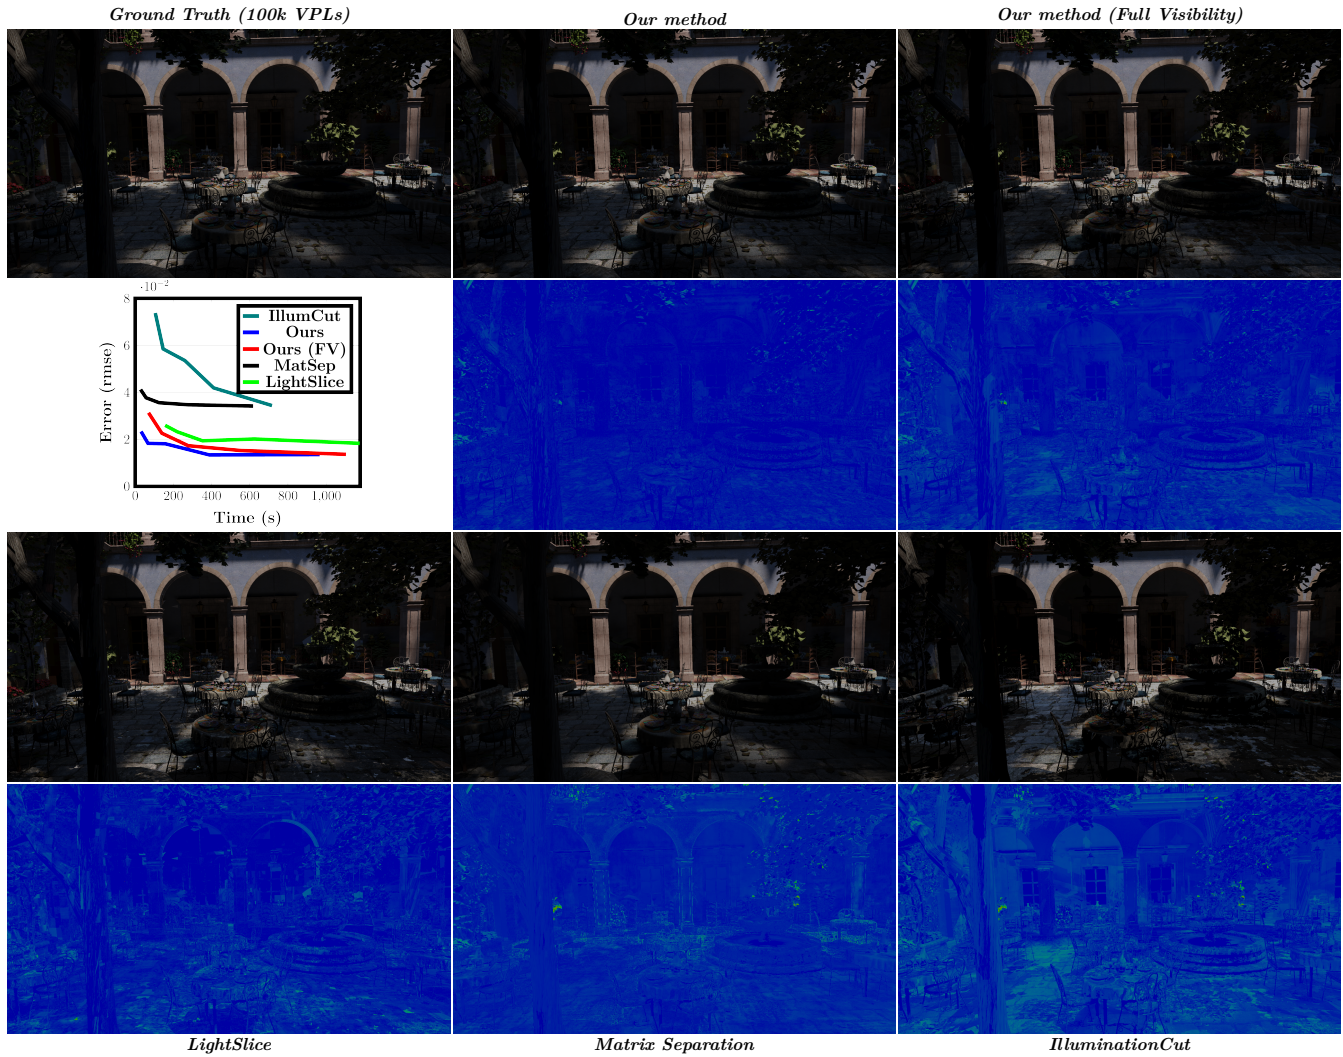 Ground Truth (100k VPLs)
Our method
Our method (Full Visibility)
·10⁻²
8
6
4
2
0
Error (rmse)
IllumCut
Ours
Ours (FV)
MatSep
LightSlice
0 200 400 600 800 1,000
Time (s)
LightSlice
Matrix Separation
IlluminationCut